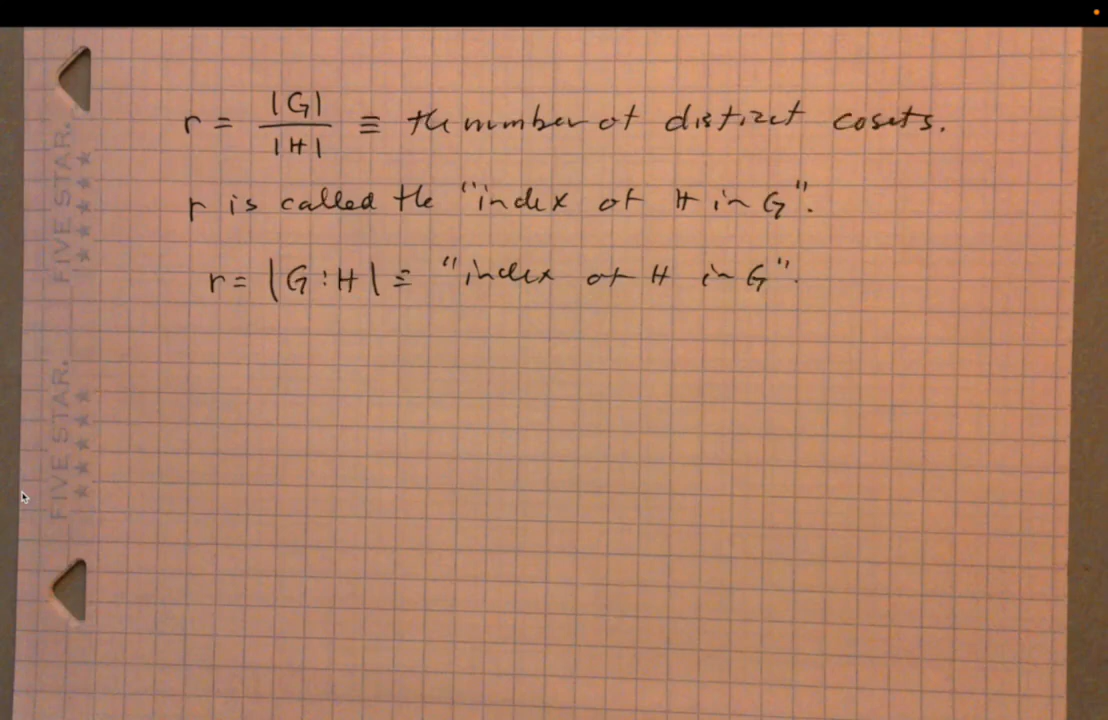 r = |G| / |H| ≡ the number of distinct cosets.
r is called the "index of H in G".
r = |G:H| ≡ "index of H in G".
FIVE STAR.
FIVE STAR.